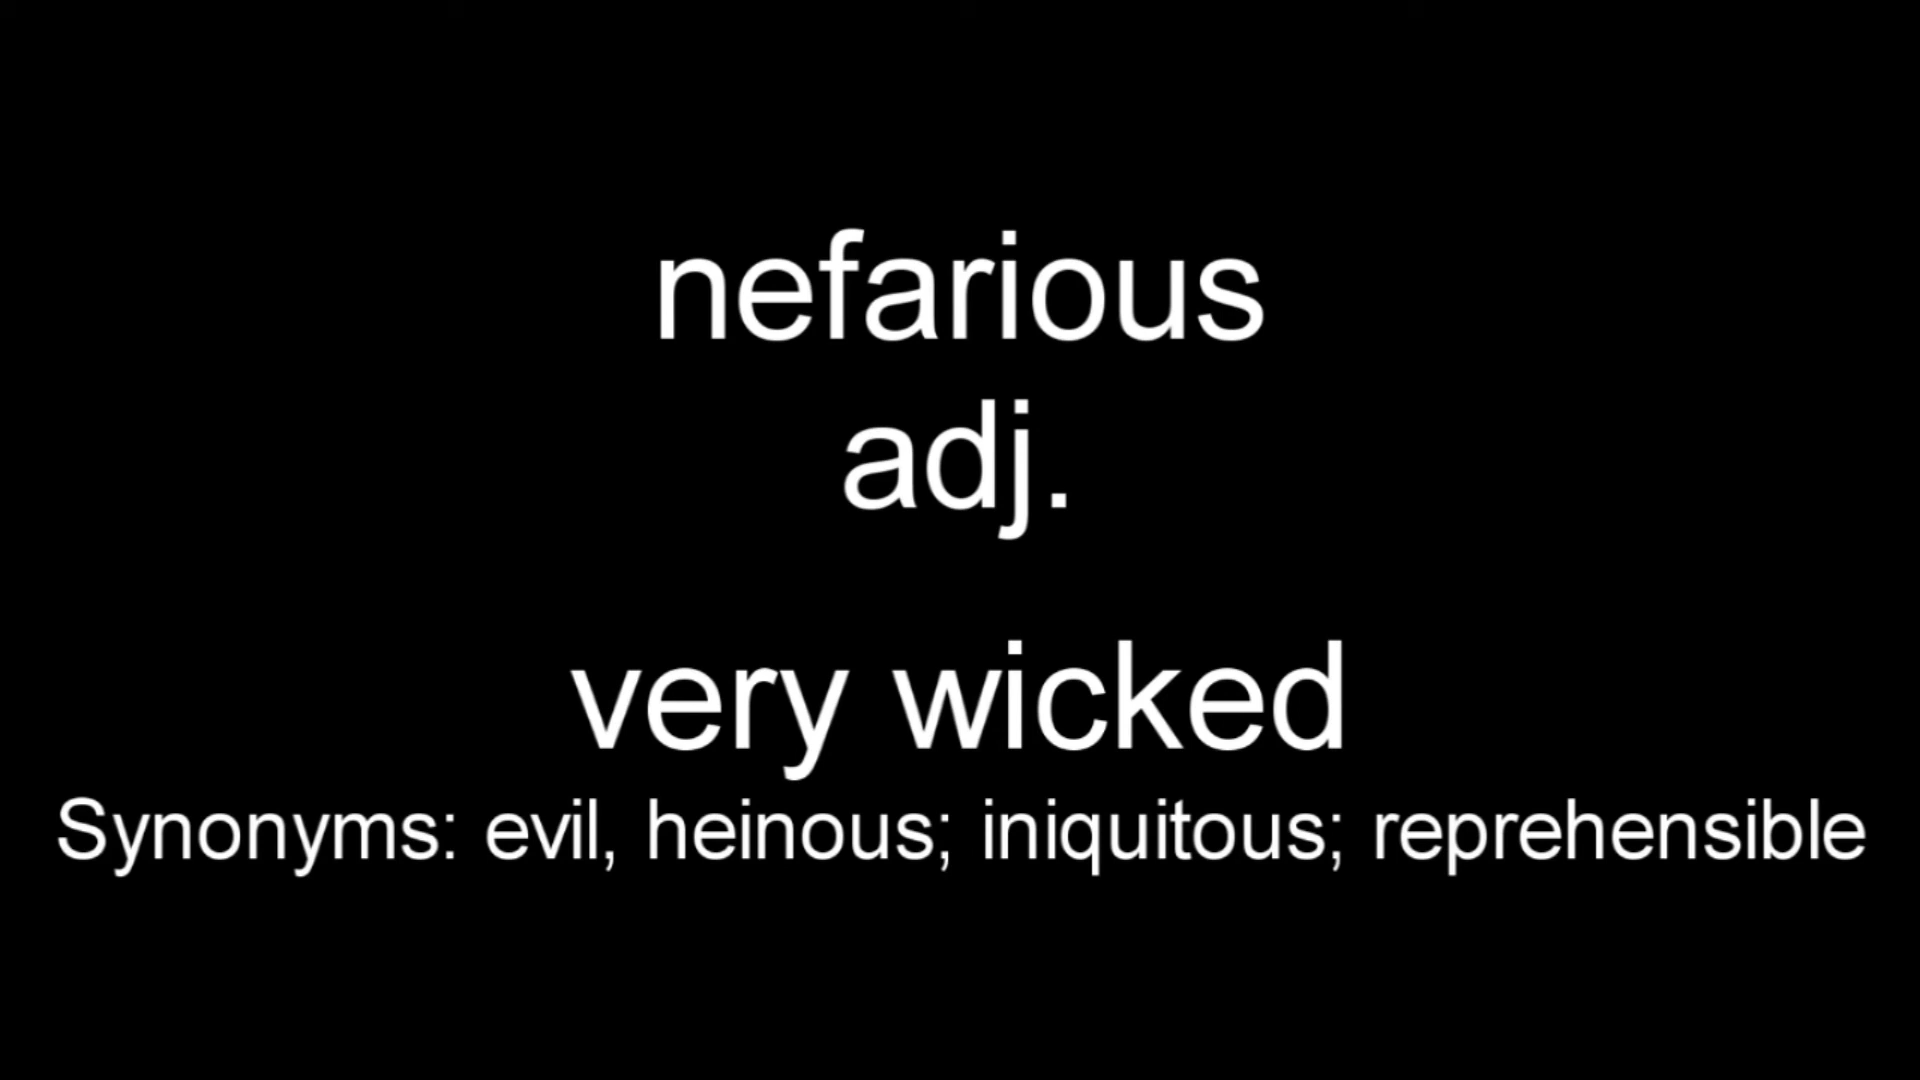 nefarious
adj.
very wicked
Synonyms: evil, heinous; iniquitous; reprehensible